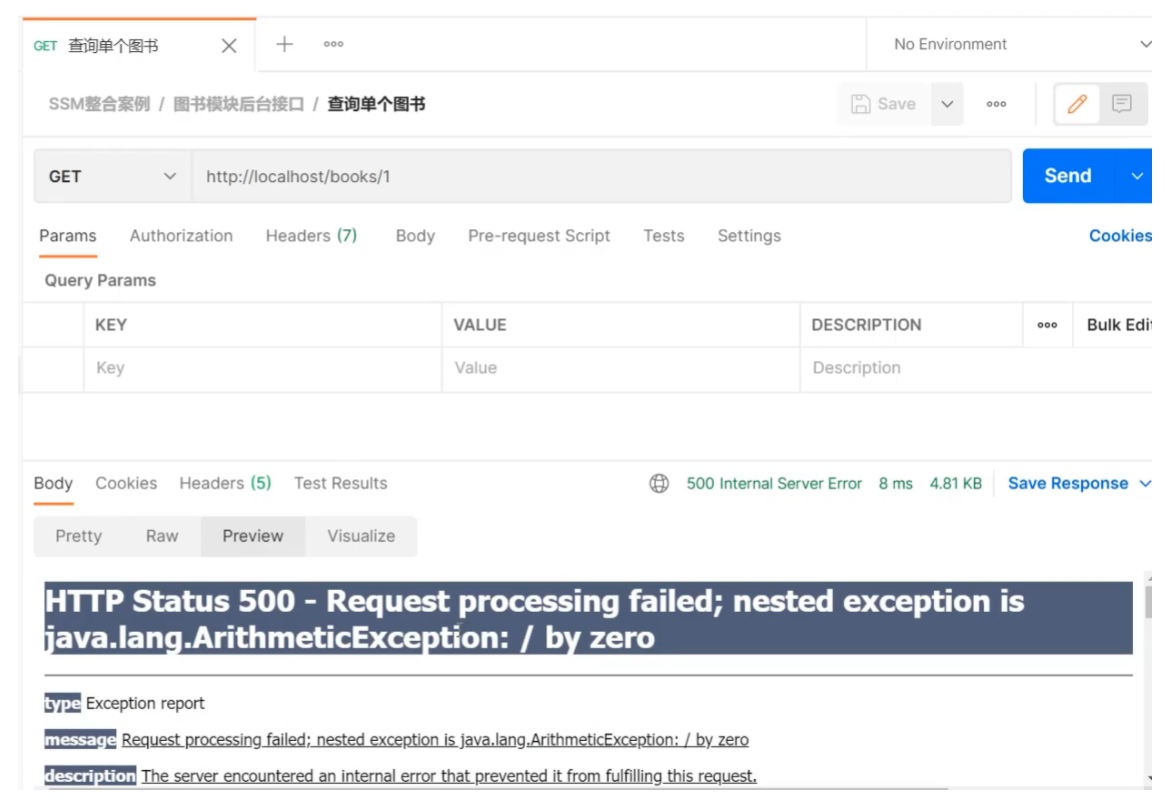 GET 查询单个图书
No Environment
SSM整合案例 / 图书模块后台接口 / 查询单个图书
Save
GET http://localhost/books/1 Send
Params Authorization Headers (7) Body Pre-request Script Tests Settings Cookies
Query Params
KEY VALUE DESCRIPTION Bulk Edit
Key Value Description
Body Cookies Headers (5) Test Results 500 Internal Server Error 8 ms 4.81 KB Save Response
Pretty Raw Preview Visualize
HTTP Status 500 - Request processing failed; nested exception is
java.lang.ArithmeticException: / by zero
type Exception report
message Request processing failed; nested exception is java.lang.ArithmeticException: / by zero
description The server encountered an internal error that prevented it from fulfilling this request.